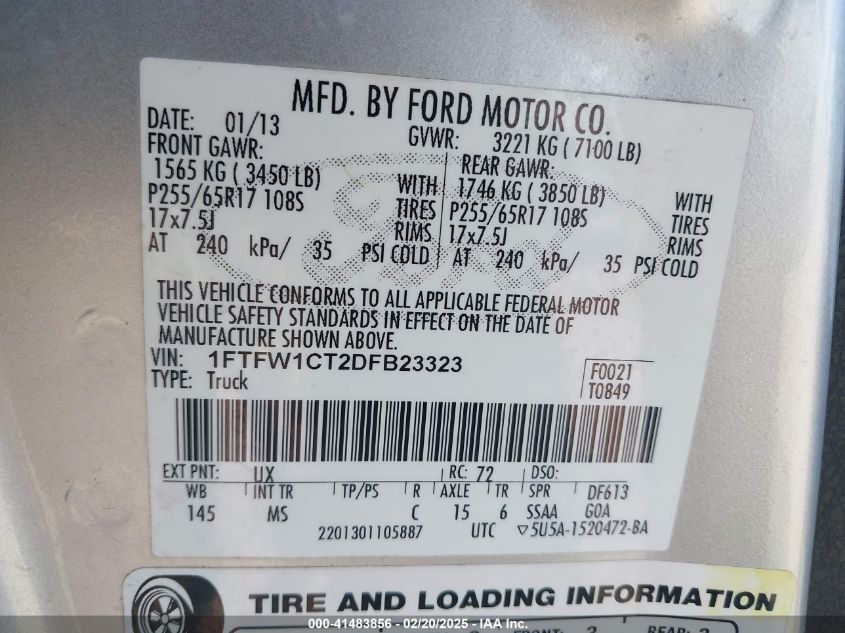 MFD. BY FORD MOTOR CO.
DATE: 01/13 GVWR: 3221 KG ( 7100 LB)
FRONT GAWR: REAR GAWR:
1565 KG ( 3450 LB) WITH 1746 KG ( 3850 LB) WITH
P255/65R17 108S TIRES P255/65R17 108S TIRES
17x7.5J RIMS 17x7.5J RIMS
AT 240 kPa/ 35 PSI COLD AT 240 kPa/ 35 PSI COLD
THIS VEHICLE CONFORMS TO ALL APPLICABLE FEDERAL MOTOR
VEHICLE SAFETY STANDARDS IN EFFECT ON THE DATE OF
MANUFACTURE SHOWN ABOVE.
VIN: 1FTFW1CT2DFB23323
TYPE: Truck
F0021
T0849
EXT PNT: UX RC: 72 DSO:
WB INT TR TP/PS R AXLE TR SPR DF613
145 MS C 15 6 SSAA GOA
2201301105887 UTC ▽5U5A-1520472-BA
TIRE AND LOADING INFORMATION
000-41483856 - 02/20/2025 - IAA Inc.